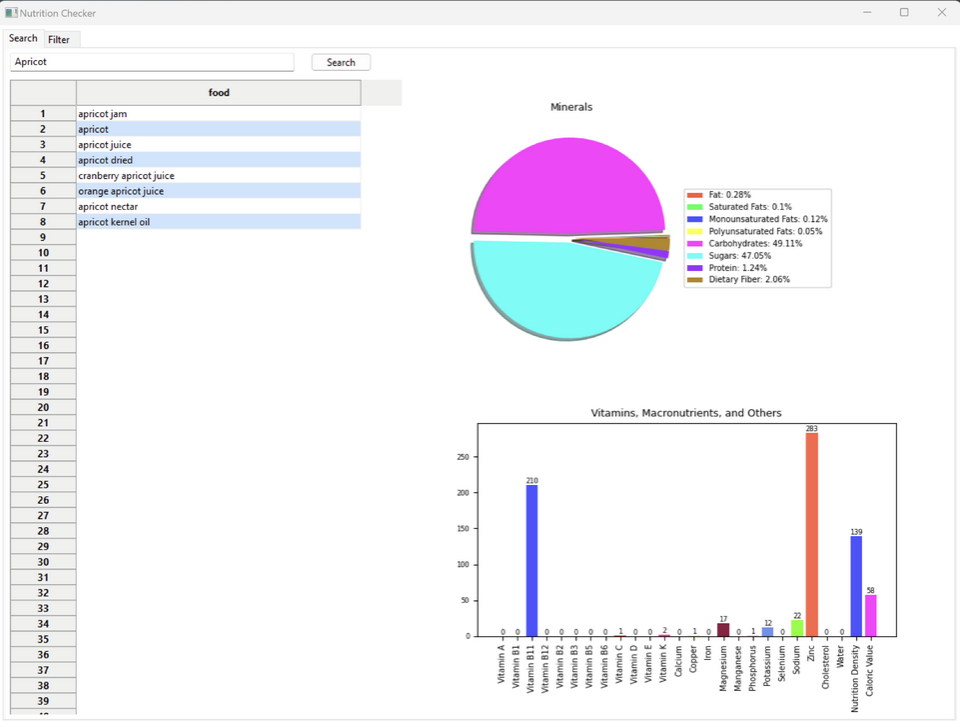 Nutrition Checker
Search
Filter
Apricot
Search
food
1 apricot jam
2 apricot
3 apricot juice
4 apricot dried
5 cranberry apricot juice
6 orange apricot juice
7 apricot nectar
8 apricot kernel oil
9
10
11
12
13
14
15
16
17
18
19
20
21
22
23
24
25
26
27
28
29
30
31
32
33
34
35
36
37
38
39
Minerals
Fat: 0.28%
Saturated Fats: 0.1%
Monounsaturated Fats: 0.12%
Polyunsaturated Fats: 0.05%
Carbohydrates: 49.11%
Sugars: 47.05%
Protein: 1.24%
Dietary Fiber: 2.06%
Vitamins, Macronutrients, and Others
250
200
150
100
50
0
0 0 210 0 0 0 0 0 1 0 0 2 0 1 0 17 0 1 12 0 22 283 0 0 139 58
Vitamin A
Vitamin B1
Vitamin B11
Vitamin B12
Vitamin B2
Vitamin B3
Vitamin B5
Vitamin B6
Vitamin C
Vitamin D
Vitamin E
Vitamin K
Calcium
Copper
Iron
Magnesium
Manganese
Phosphorus
Potassium
Selenium
Sodium
Zinc
Cholesterol
Water
Nutrition Density
Caloric Value